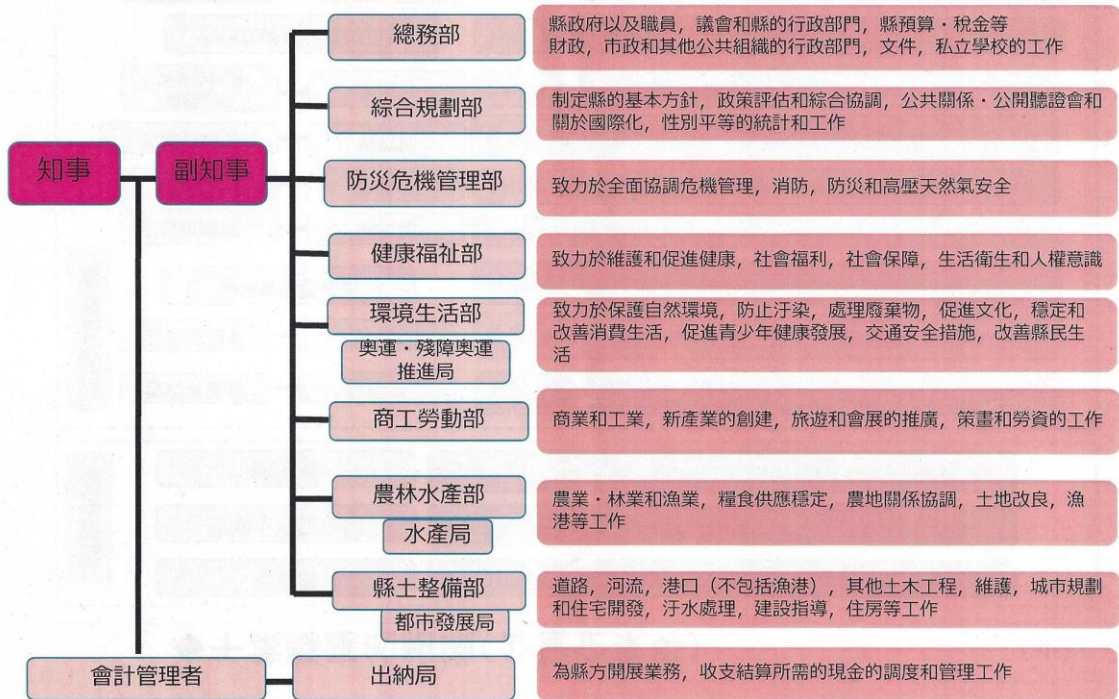 知事
副知事
總務部
縣政府以及職員，議會和縣的行政部門，縣預算・稅金等
財政，市政和其他公共組織的行政部門，文件，私立學校的工作
綜合規劃部
制定縣的基本方針，政策評估和綜合協調，公共關係・公開聽證會和
關於國際化，性別平等的統計和工作
防災危機管理部
致力於全面協調危機管理，消防，防災和高壓天然氣安全
健康福祉部
致力於維護和促進健康，社會福利，社會保障，生活衛生和人權意識
環境生活部
奧運・殘障奧運
推進局
致力於保護自然環境，防止汙染，處理廢棄物，促進文化，穩定和
改善消費生活，促進青少年健康發展，交通安全措施，改善縣民生
活
商工勞動部
商業和工業，新產業的創建，旅遊和會展的推廣，策畫和勞資的工作
農林水產部
水產局
農業・林業和漁業，糧食供應穩定，農地關係協調，土地改良，漁
港等工作
縣土整備部
都市發展局
道路，河流，港口（不包括漁港），其他土木工程，維護，城市規劃
和住宅開發，汙水處理，建設指導，住房等工作
會計管理者
出納局
為縣方開展業務，收支結算所需的現金的調度和管理工作